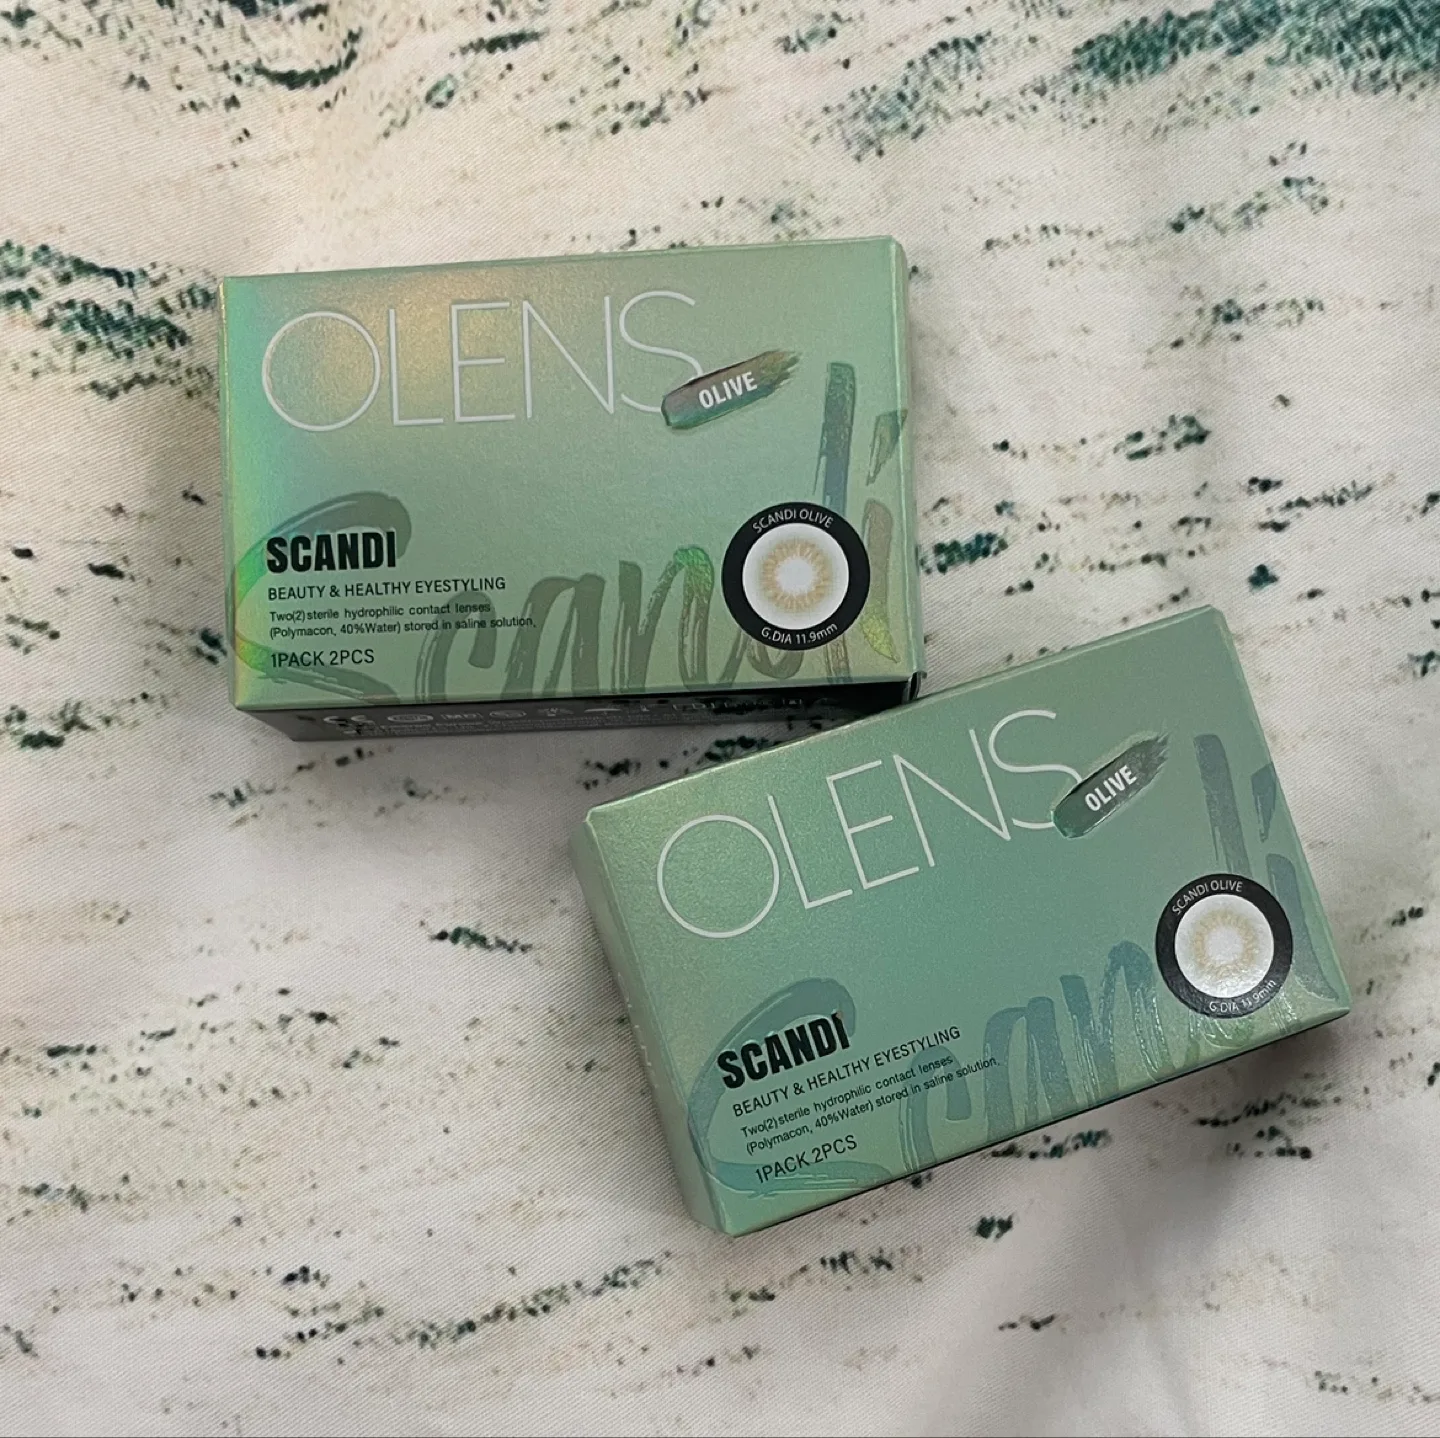 OLENS
OLIVE
SCANDI
BEAUTY & HEALTHY EYESTYLING
Two(2) sterile hydrophilic contact lenses
(Polymacon, 40%Water) stored in saline solution.
1PACK 2PCS
SCANDI OLIVE
G.DIA 11.9mm
Scandi
OLENS
OLIVE
SCANDI
BEAUTY & HEALTHY EYESTYLING
Two(2) sterile hydrophilic contact lenses
(Polymacon, 40%Water) stored in saline solution.
1PACK 2PCS
SCANDI OLIVE
G.DIA 11.9mm
Scandi